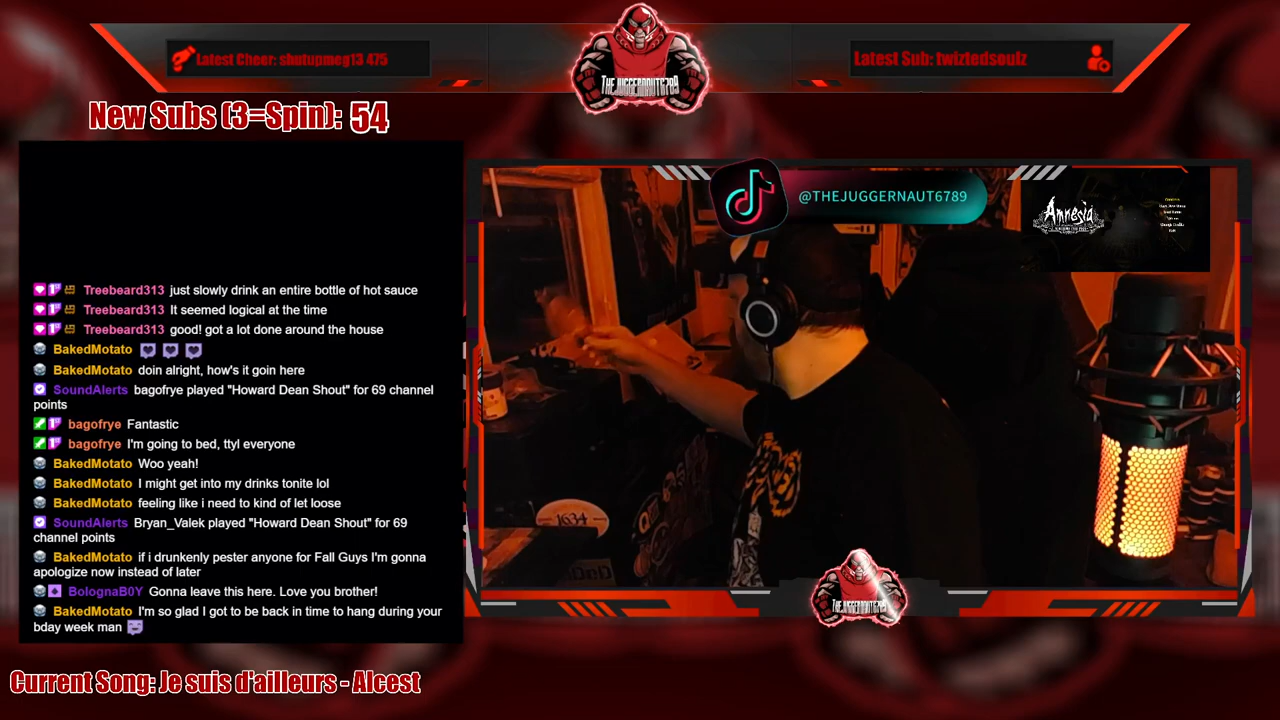 Latest Cheer: shutupmeg13 475
THEJUGGERNAUT6789
Latest Sub: twiztedsoulz
New Subs (3=Spin): 54
@THEJUGGERNAUT6789
Amnesia
Treebeard313 just slowly drink an entire bottle of hot sauce
Treebeard313 It seemed logical at the time
Treebeard313 good! got a lot done around the house
BakedMotato
BakedMotato doin alright, how's it goin here
SoundAlerts bagofrye played "Howard Dean Shout" for 69 channel
points
bagofrye Fantastic
bagofrye I'm going to bed, ttyl everyone
BakedMotato Woo yeah!
BakedMotato I might get into my drinks tonite lol
BakedMotato feeling like i need to kind of let loose
SoundAlerts Bryan_Valek played "Howard Dean Shout" for 69
channel points
BakedMotato if i drunkenly pester anyone for Fall Guys I'm gonna
apologize now instead of later
BolognaB0Y Gonna leave this here. Love you brother!
BakedMotato I'm so glad I got to be back in time to hang during your
bday week man
1634
THEJUGGERNAUT6789
Current Song: Je suis d'ailleurs - Alcest